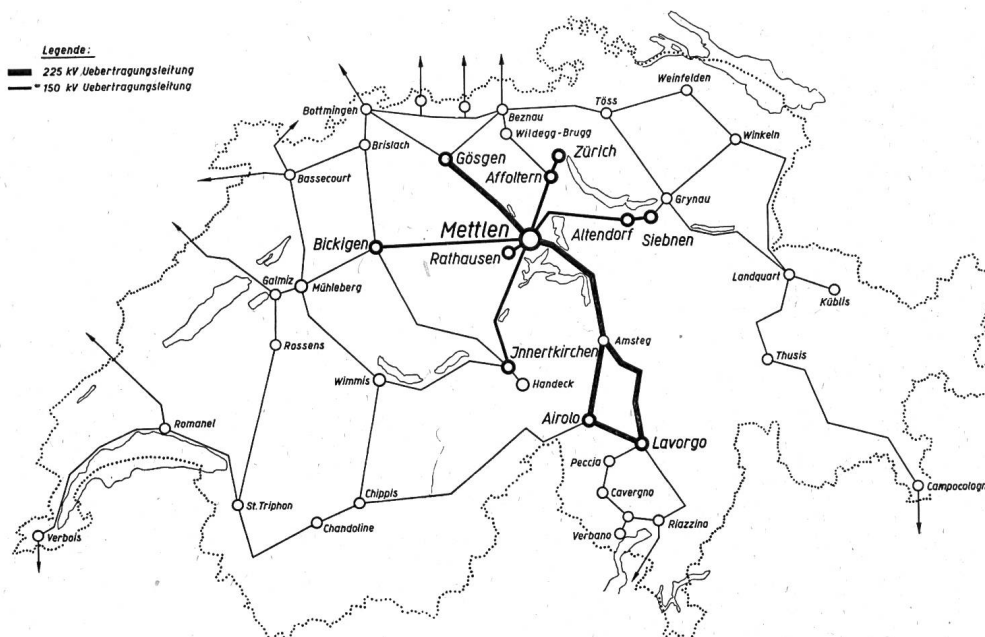 Legende:
225 kV Uebertragungsleitung
150 kV Uebertragungsleitung
Weinfelden
Bottmingen
Beznau
Töss
Wildegg-Brugg
Winkeln
Brislach
Gösgen
Zürich
Affoltern
Bassecourt
Grynau
Mettlen
Altendorf
Siebnen
Bickigen
Rathausen
Landquart
Küblis
Galmiz
Mühleberg
Amsteg
Rossens
Jnnertkirchen
Thusis
Wimmis
Handeck
Airolo
Romanel
Lavorgo
Peccia
Campocologn
Cavergno
Chippis
St. Triphon
Chandoline
Riazzino
Verbano
Verbois